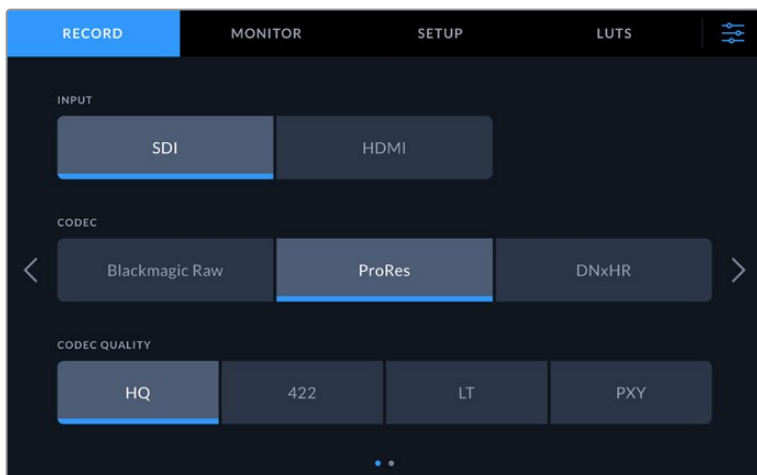 RECORD MONITOR SETUP LUTS
INPUT
SDI HDMI
CODEC
Blackmagic Raw ProRes DNxHR
CODEC QUALITY
HQ 422 LT PXY